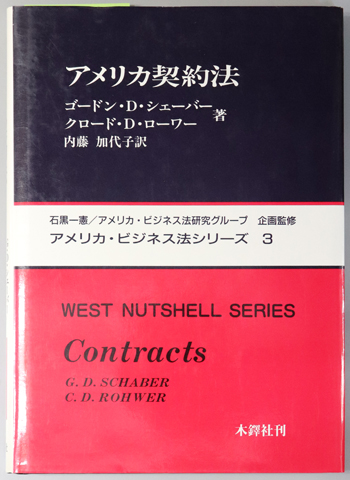 アメリカ契約法
ゴードン・D・シェーバー
クロード・D・ローワー 著
内藤 加代子訳
石黒一憲/アメリカ・ビジネス法研究グループ 企画監修
アメリカ・ビジネス法シリーズ 3
WEST NUTSHELL SERIES
Contracts
G. D. SCHABER
C. D. ROHWER
木鐸社刊